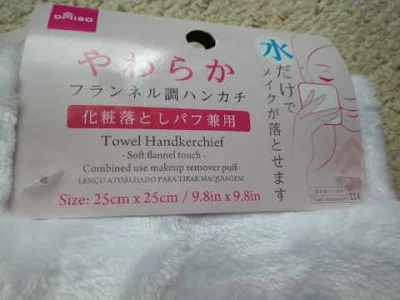 DAISO
やわらか
フランネル調ハンカチ
化粧落としパフ兼用
Towel Handkerchief
- Soft flannel touch -
Combined use makeup remover puff-
LENÇO ATOALHADO PARA TIRAR MAQUIAGEM
Size: 25cm x 25cm / 9.8in x 9.8in
水だけで
メイクが落とせます
114